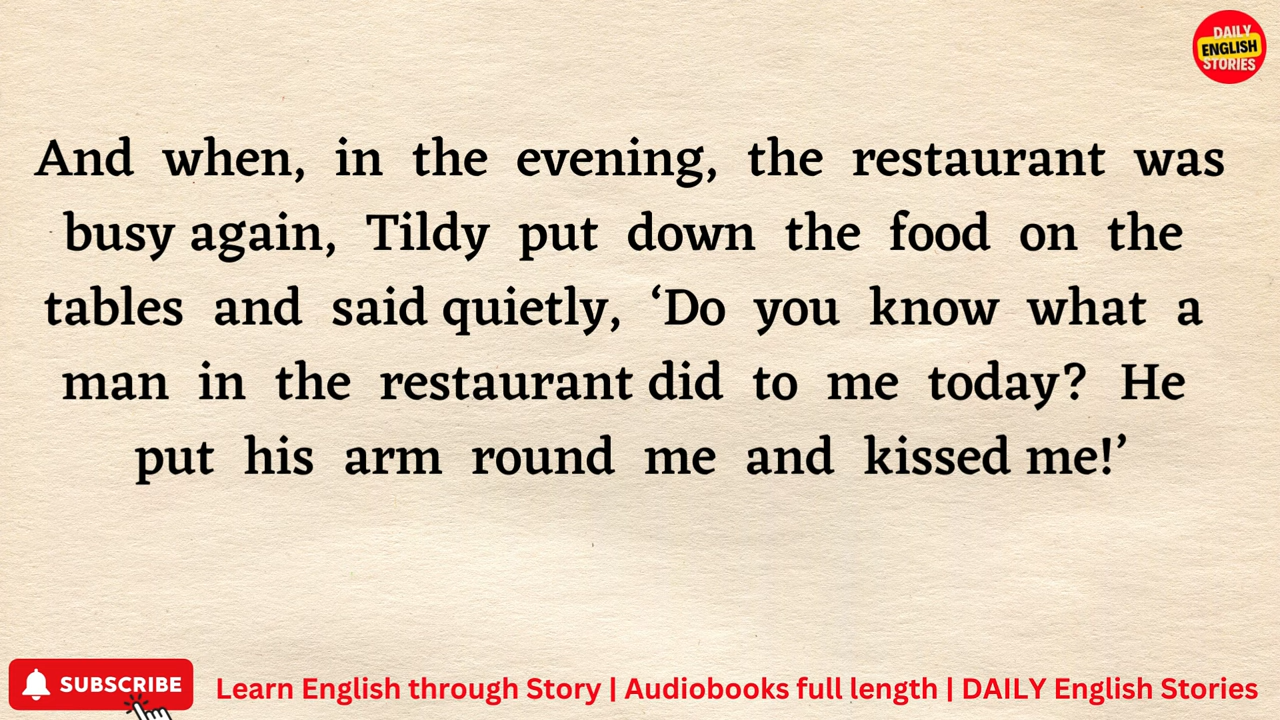 DAILY
ENGLISH
STORIES
And when, in the evening, the restaurant was
busy again, Tildy put down the food on the
tables and said quietly, ‘Do you know what a
man in the restaurant did to me today? He
put his arm round me and kissed me!’
SUBSCRIBE
Learn English through Story | Audiobooks full length | DAILY English Stories